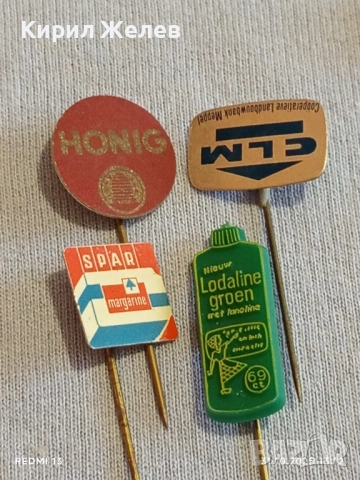 Кирил Желев
HONIG
Cooperatieve Landbouwbank Meppel
CLM
SPAR
margarine
Nieuw
Lodaline
groen
met lanoline
69
ct
REDMI 13